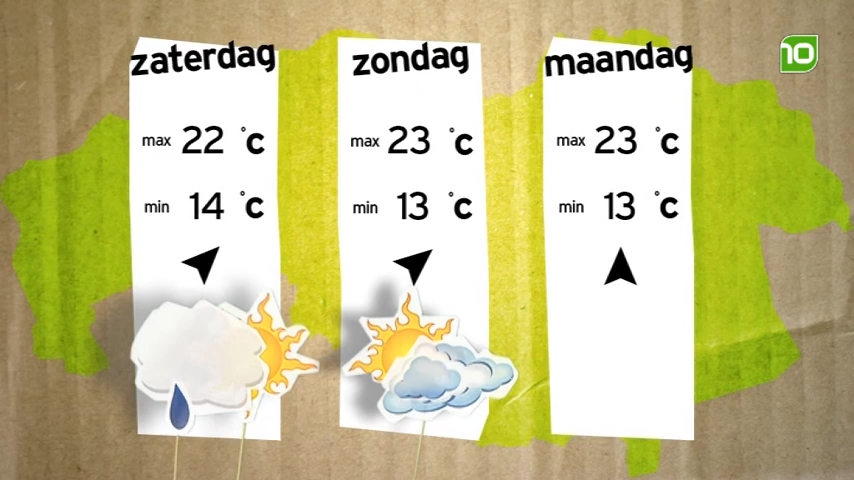 zaterdag
max 22 °c
min 14 °c
zondag
max 23 °c
min 13 °c
maandag
max 23 °c
min 13 °c
10